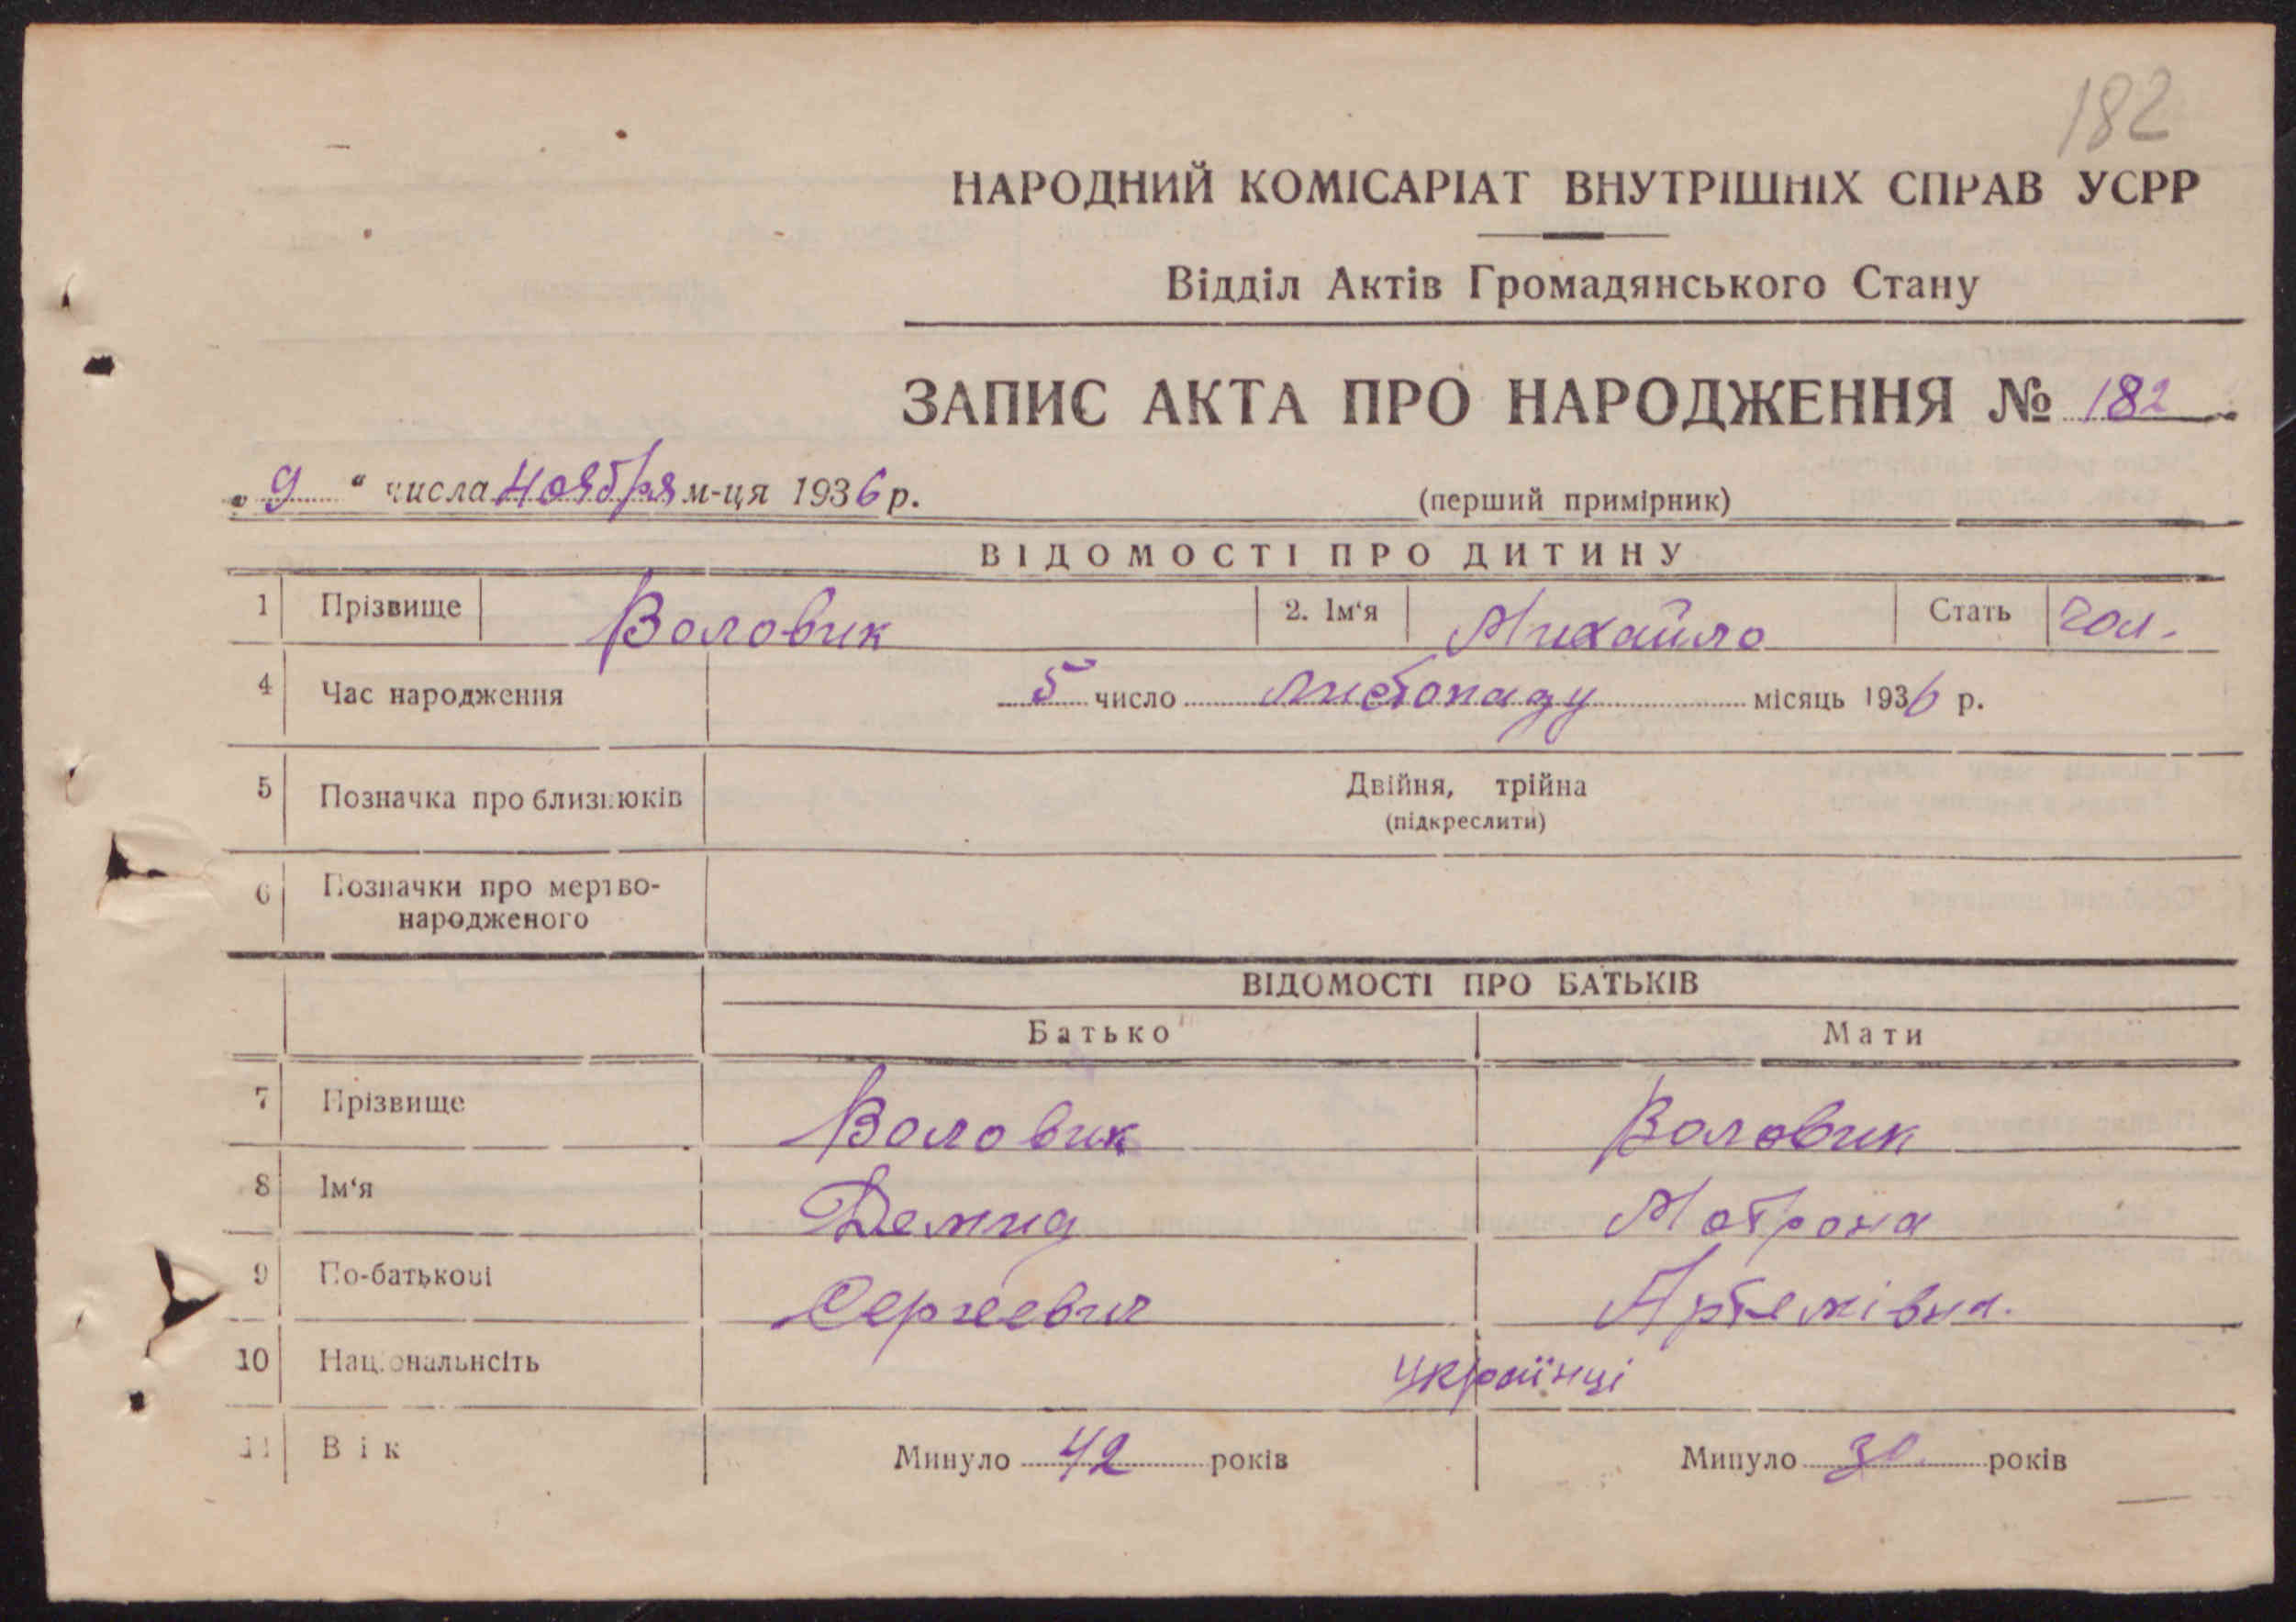 182
НАРОДНИЙ КОМІСАРІАТ ВНУТРІШНІХ СПРАВ УСРР
Відділ Актів Громадянського Стану
ЗАПИС АКТА ПРО НАРОДЖЕННЯ № 182
„ 9 “ числа ноября м-ця 1936 р.
(перший примірник)
ВІДОМОСТІ ПРО ДИТИНУ
1 Прізвище Воловик 2. Ім‘я Михайло Стать чол.
4 Час народження 5 число листопаду місяць 1936 р.
5 Позначка про близнюків Двійня, трійна
(підкреслити)
6 Позначки про мертво-
народженого
ВІДОМОСТІ ПРО БАТЬКІВ
Батько Мати
7 Прізвище Воловик Воловик
8 Ім‘я Демид Мотрона
9 По-батькові Сергеевич Артемівна.
10 Національнсіть українці
11 Вік Минуло 42 років Минуло 30. років